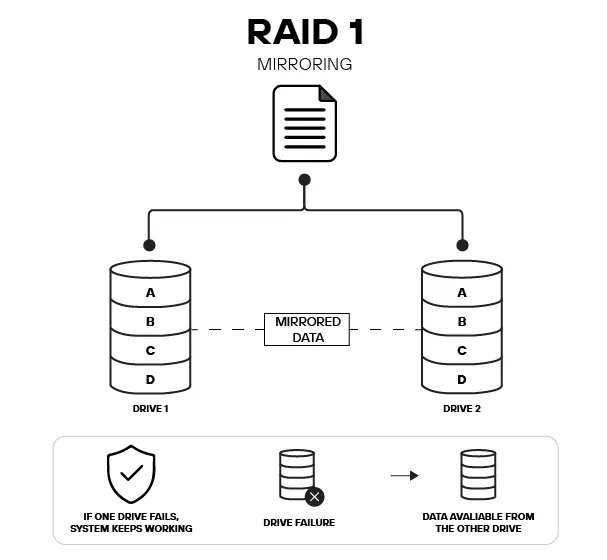 RAID 1
MIRRORING
A
B
C
D
A
B
C
D
MIRRORED
DATA
DRIVE 1
DRIVE 2
IF ONE DRIVE FAILS,
SYSTEM KEEPS WORKING
DRIVE FAILURE
DATA AVALIABLE FROM
THE OTHER DRIVE